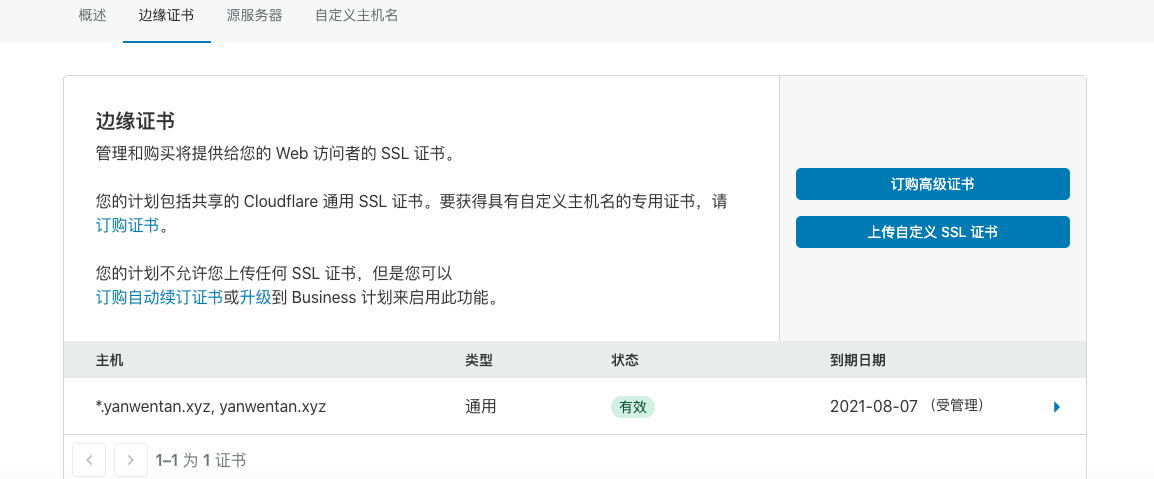 概述 边缘证书 源服务器 自定义主机名
边缘证书
管理和购买将提供给您的 Web 访问者的 SSL 证书。
您的计划包括共享的 Cloudflare 通用 SSL 证书。要获得具有自定义主机名的专用证书，请
订购证书。
您的计划不允许您上传任何 SSL 证书，但是您可以
订购自动续订证书或升级到 Business 计划来启用此功能。
订购高级证书
上传自定义 SSL 证书
主机 类型 状态 到期日期
*.yanwentan.xyz, yanwentan.xyz 通用 有效 2021-08-07 （受管理）
1–1 为 1 证书